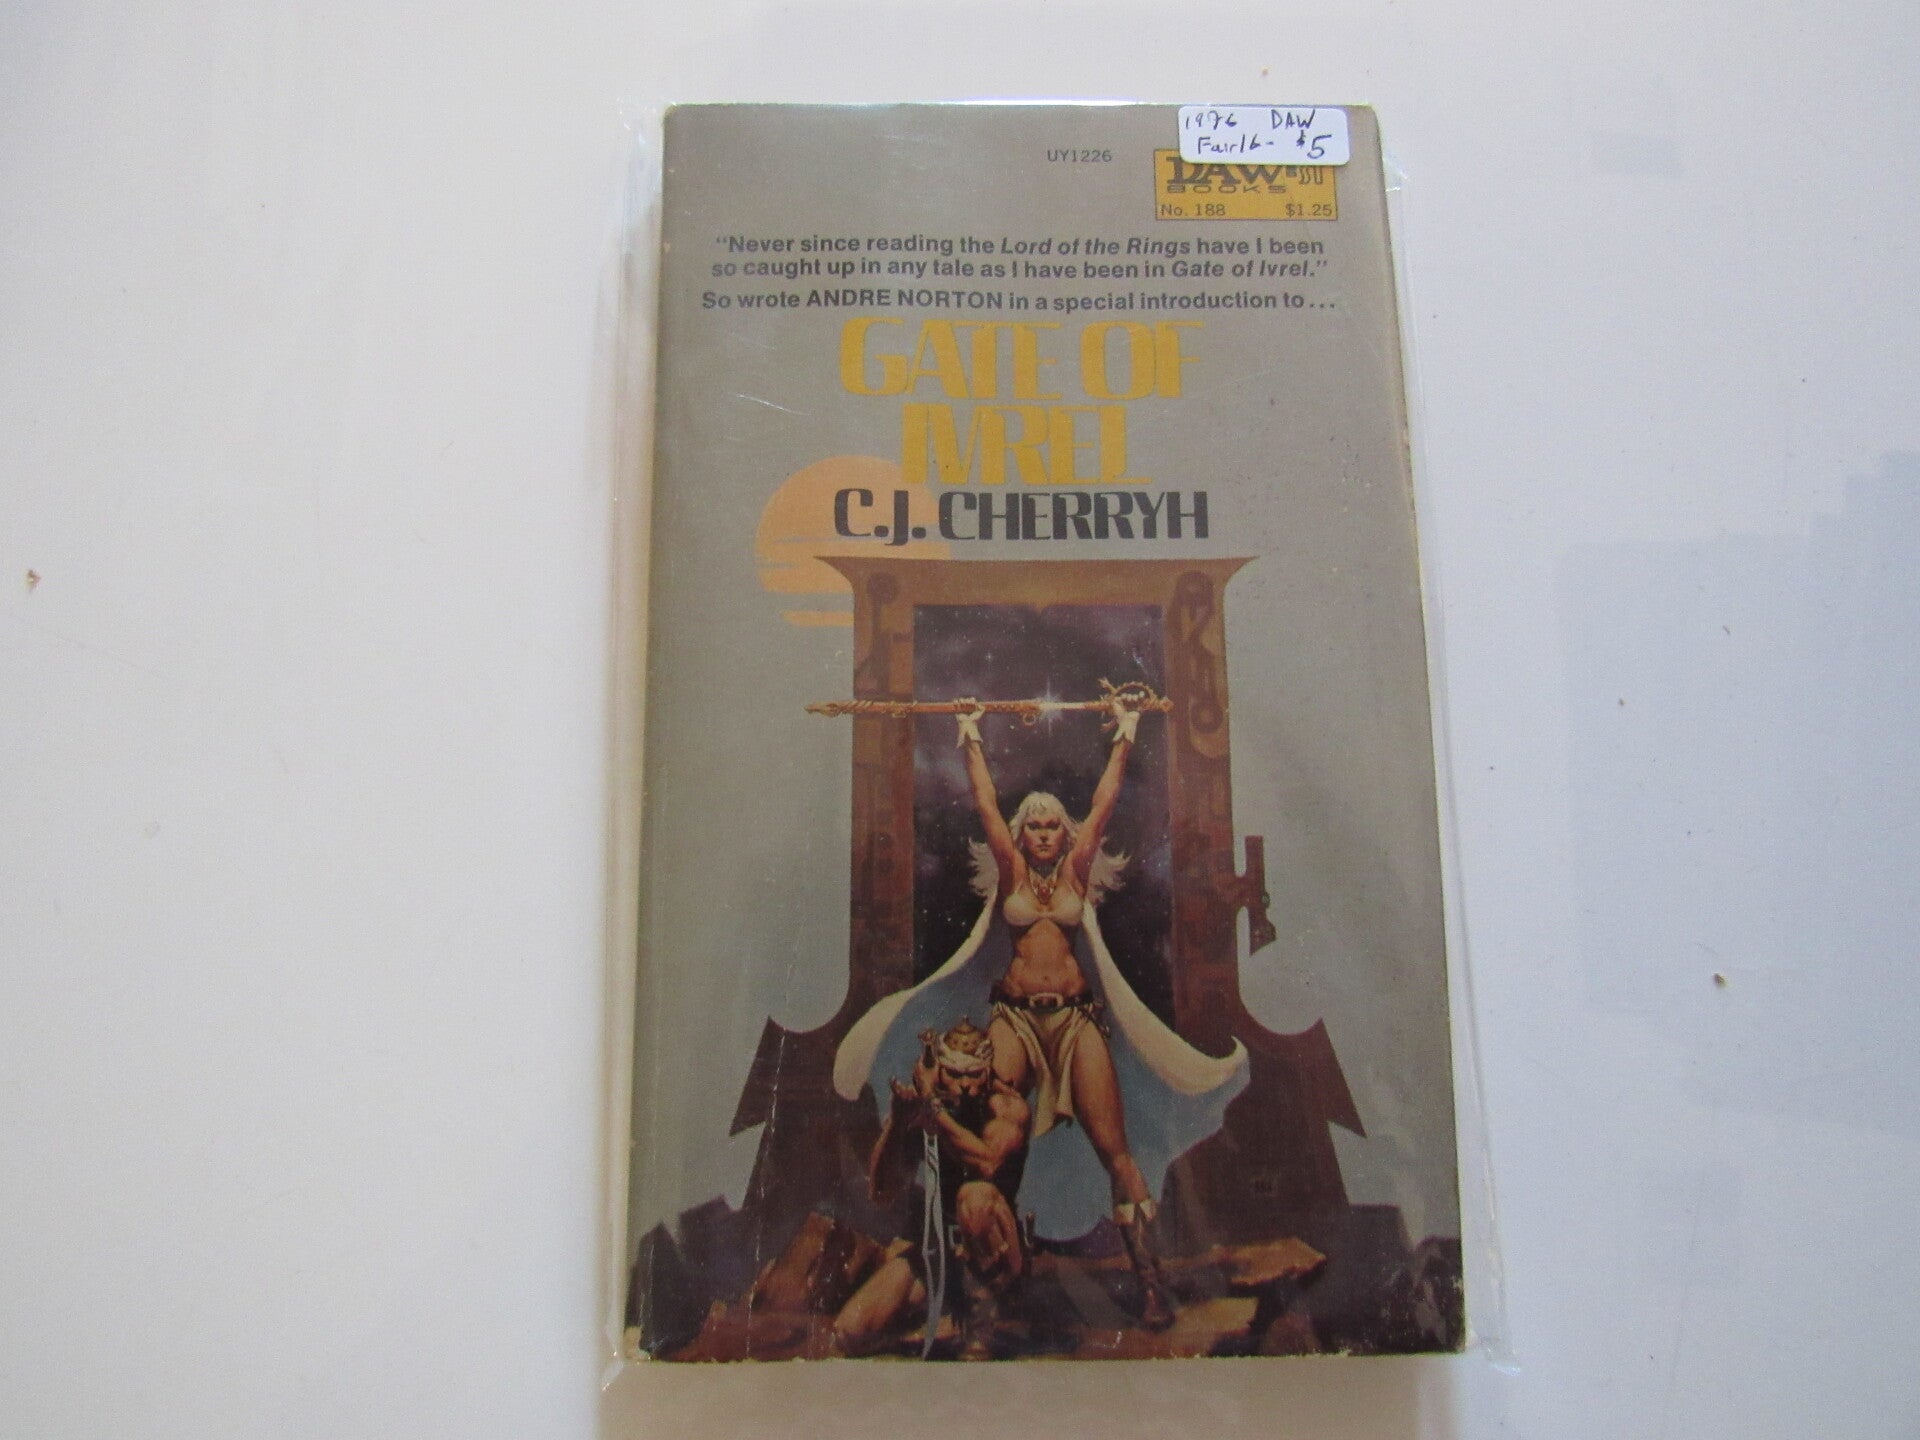 1976 DAW
Fair/G- $5
UY1226
DAW
BOOKS
No. 188 $1.25
"Never since reading the Lord of the Rings have I been
so caught up in any tale as I have been in Gate of Ivrel."
So wrote ANDRE NORTON in a special introduction to...
GATE OF
IVREL
C.J. CHERRYH